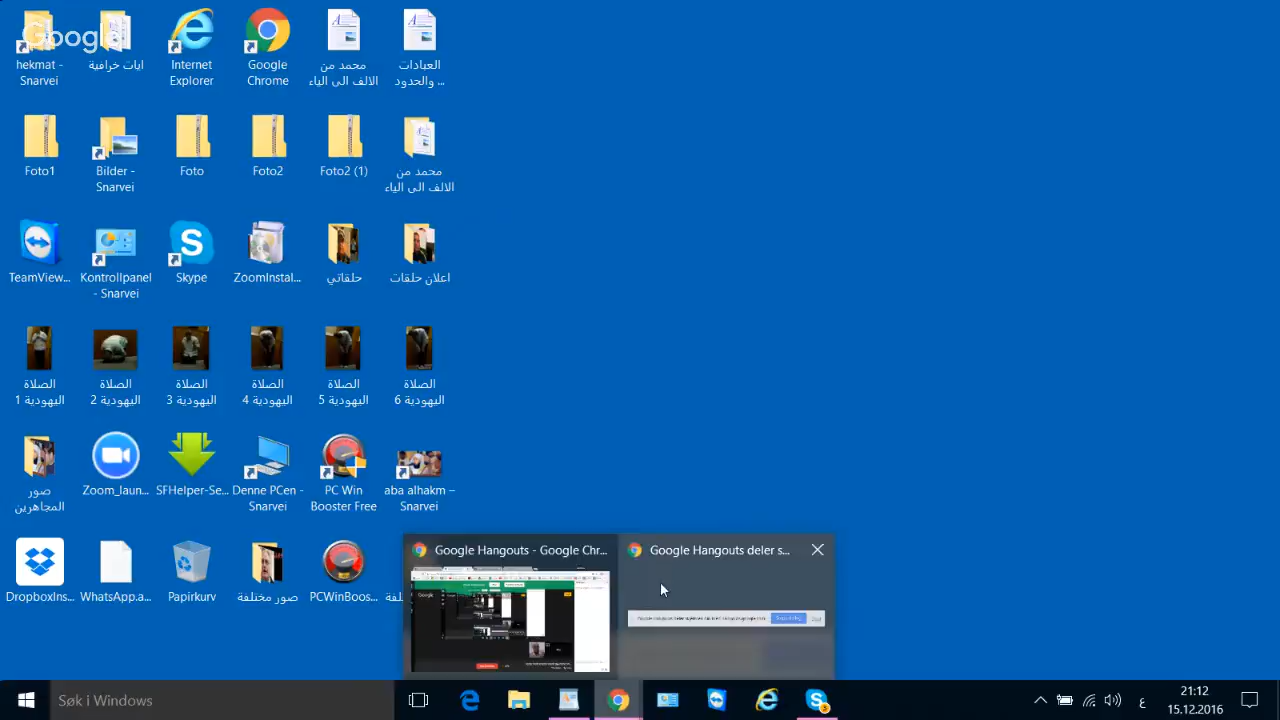 Google
hekmat -
Snarvei
ايات خرافية
Internet
Explorer
Google
Chrome
محمد من
الالف الى الياء
العبادات
والحدود ...
Foto1
Bilder -
Snarvei
Foto
Foto2
Foto2 (1)
محمد من
الالف الى الياء
TeamView...
Kontrollpanel
- Snarvei
Skype
ZoomInstal...
حلقاتي
اعلان حلقات
الصلاة
اليهودية 1
الصلاة
اليهودية 2
الصلاة
اليهودية 3
الصلاة
اليهودية 4
الصلاة
اليهودية 5
الصلاة
اليهودية 6
صور
المجاهرين
Zoom_laun...
SFHelper-Se...
Denne PCen -
Snarvei
PC Win
Booster Free
aba alhakm –
Snarvei
DropboxIns...
WhatsApp.a...
Papirkurv
صور مختلفة
PCWinBoos...
Google Hangouts - Google Chr...
Google Hangouts deler s...
Søk i Windows
ع
21:12
15.12.2016